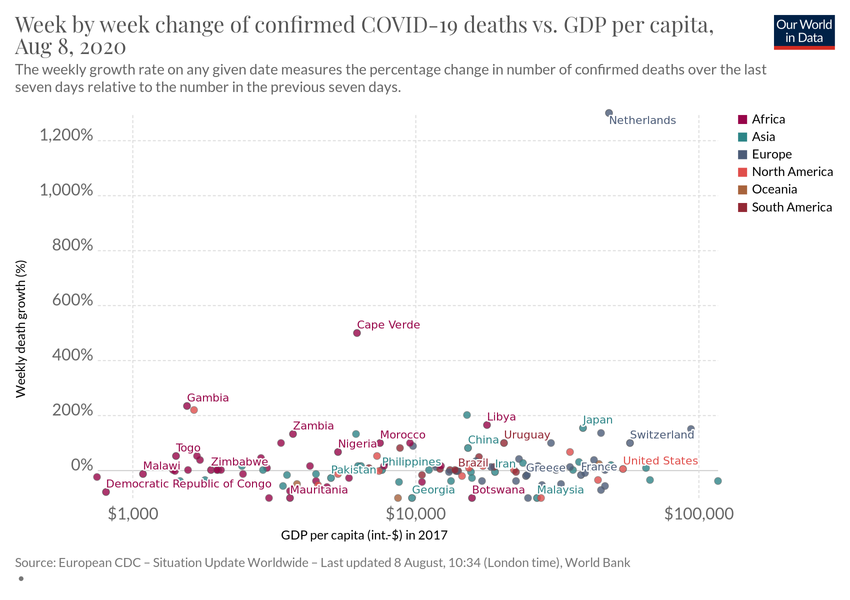 Week by week change of confirmed COVID-19 deaths vs. GDP per capita,
Aug 8, 2020
Our World
in Data
The weekly growth rate on any given date measures the percentage change in number of confirmed deaths over the last
seven days relative to the number in the previous seven days.
Weekly death growth (%)
1,200%
1,000%
800%
600%
400%
200%
0%
Netherlands
Cape Verde
Gambia
Libya
Japan
Zambia
Morocco
Uruguay
Switzerland
Togo
Nigeria
China
Malawi
Zimbabwe
Pakistan
Philippines
Brazil
Iran
Greece
France
United States
Democratic Republic of Congo
Mauritania
Georgia
Botswana
Malaysia
$1,000
$10,000
$100,000
GDP per capita (int.-$) in 2017
Africa
Asia
Europe
North America
Oceania
South America
Source: European CDC – Situation Update Worldwide – Last updated 8 August, 10:34 (London time), World Bank